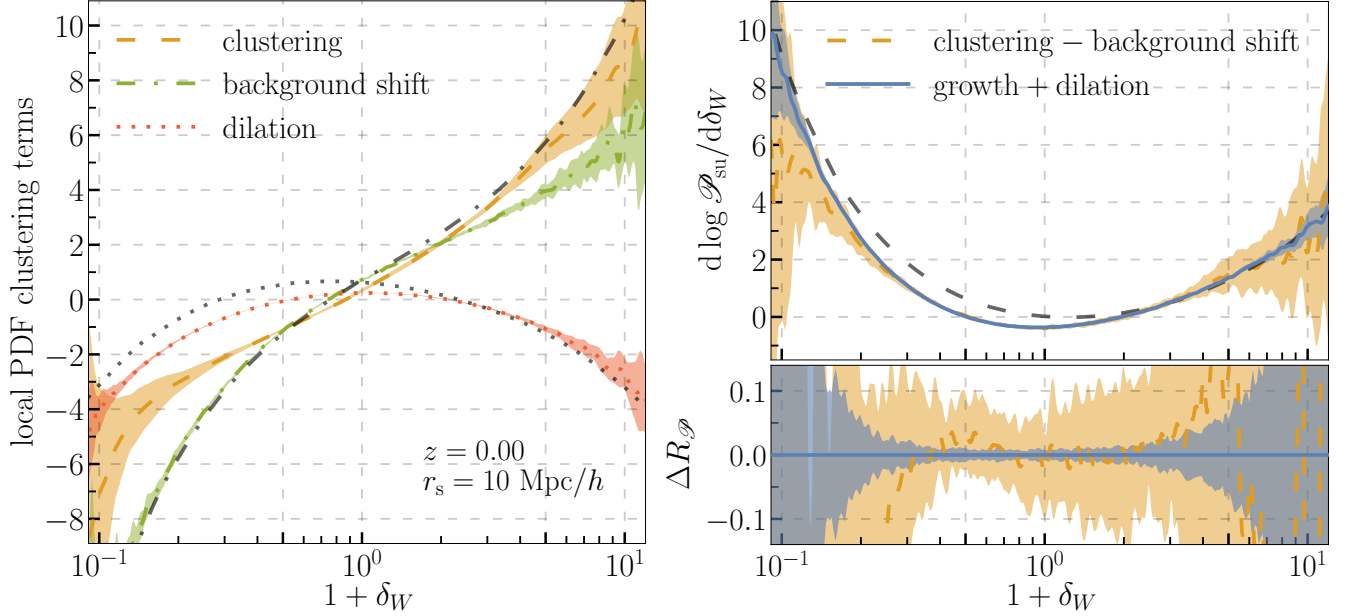 local PDF clustering terms
10
8
6
4
2
0
−2
−4
−6
−8
clustering
background shift
dilation
z = 0.00
r_s = 10 Mpc/h
10^{−1} 10^0 10^1
1 + δ_W
d log 𝒫_su/dδ_W
10
8
6
4
2
0
clustering − background shift
growth + dilation
ΔR_𝒫
0.1
0.0
−0.1
10^{−1} 10^0 10^1
1 + δ_W